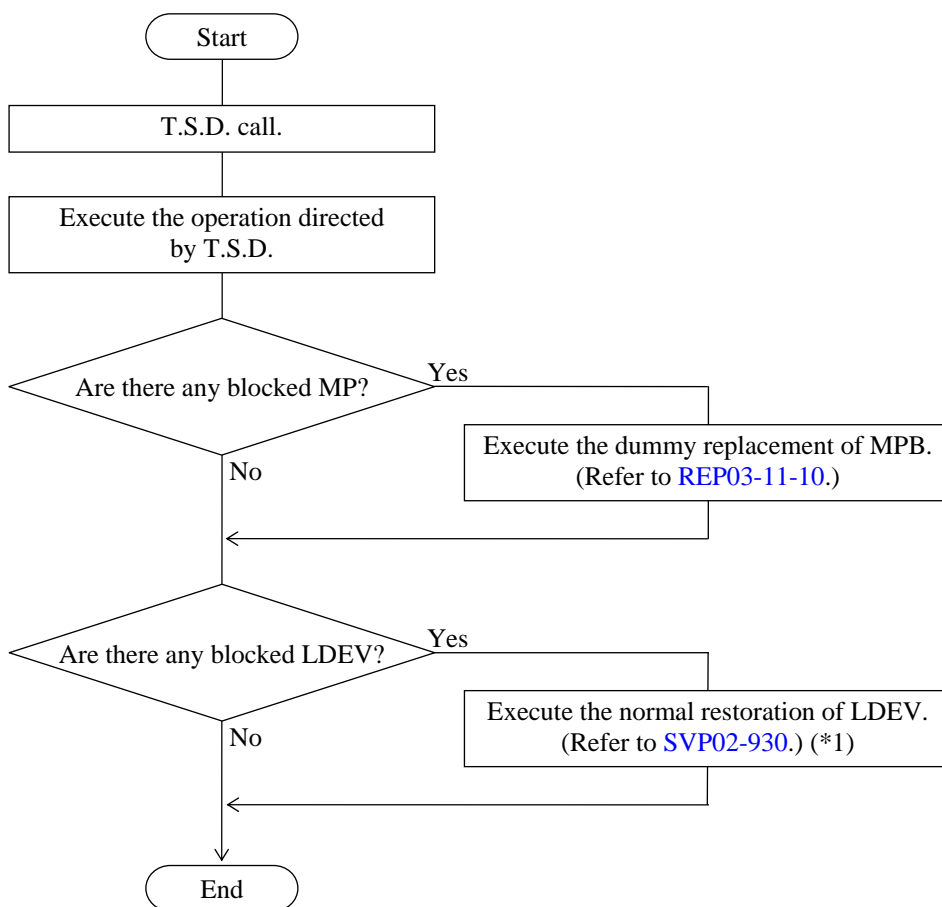 Start
T.S.D. call.
Execute the operation directed
by T.S.D.
Are there any blocked MP?
Yes
Execute the dummy replacement of MPB.
(Refer to REP03-11-10.)
No
Are there any blocked LDEV?
Yes
Execute the normal restoration of LDEV.
(Refer to SVP02-930.) (*1)
No
End